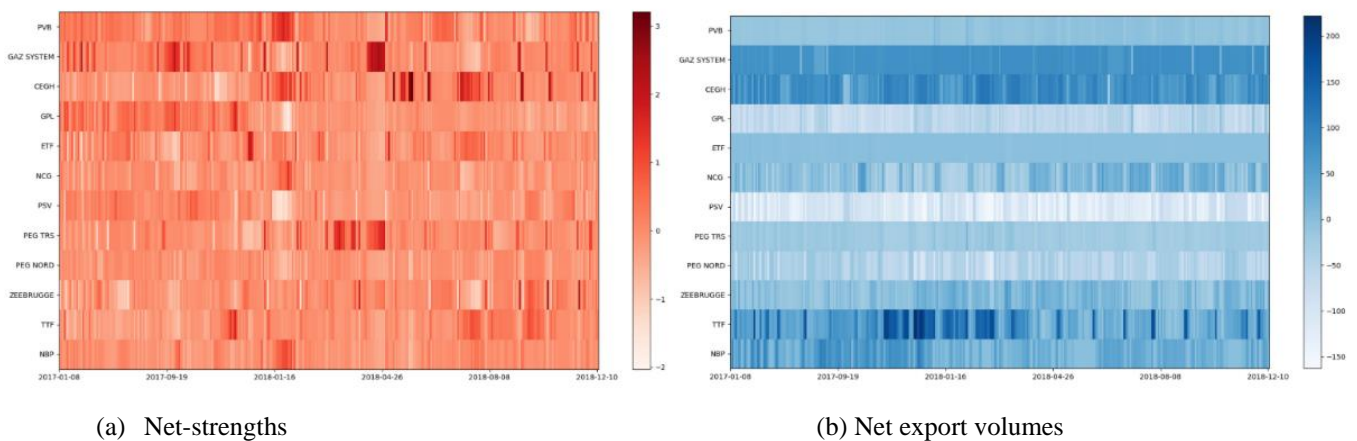 PVB
GAZ SYSTEM
CEGH
GPL
ETF
NCG
PSV
PEG TRS
PEG NORD
ZEEBRUGGE
TTF
NBP
2017-01-08 2017-09-19 2018-01-16 2018-04-26 2018-08-08 2018-12-10
3
2
1
0
−1
−2
(a) Net-strengths
PVB
GAZ SYSTEM
CEGH
GPL
ETF
NCG
PSV
PEG TRS
PEG NORD
ZEEBRUGGE
TTF
NBP
2017-01-08 2017-09-19 2018-01-16 2018-04-26 2018-08-08 2018-12-10
200
150
100
50
0
−50
−100
−150
(b) Net export volumes